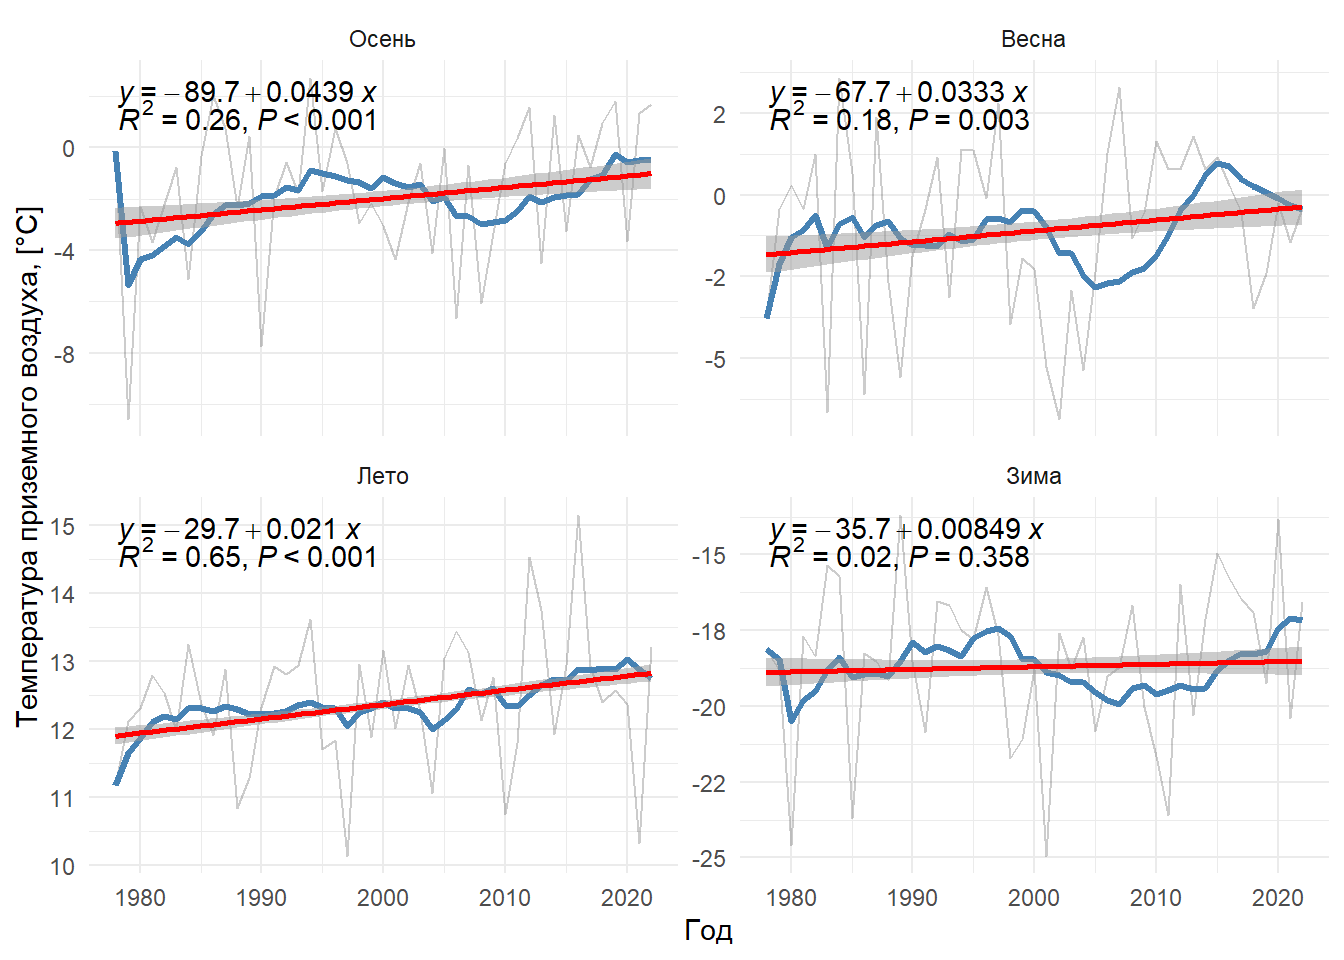 Температура приземного воздуха, [°C]
Осень
y = −89.7 + 0.0439 x
R² = 0.26, P < 0.001
0
-4
-8
Весна
y = −67.7 + 0.0333 x
R² = 0.18, P = 0.003
2
0
-2
-5
Лето
y = −29.7 + 0.021 x
R² = 0.65, P < 0.001
15
14
13
12
11
10
1980 1990 2000 2010 2020
Зима
y = −35.7 + 0.00849 x
R² = 0.02, P = 0.358
-15
-18
-20
-22
-25
1980 1990 2000 2010 2020
Год